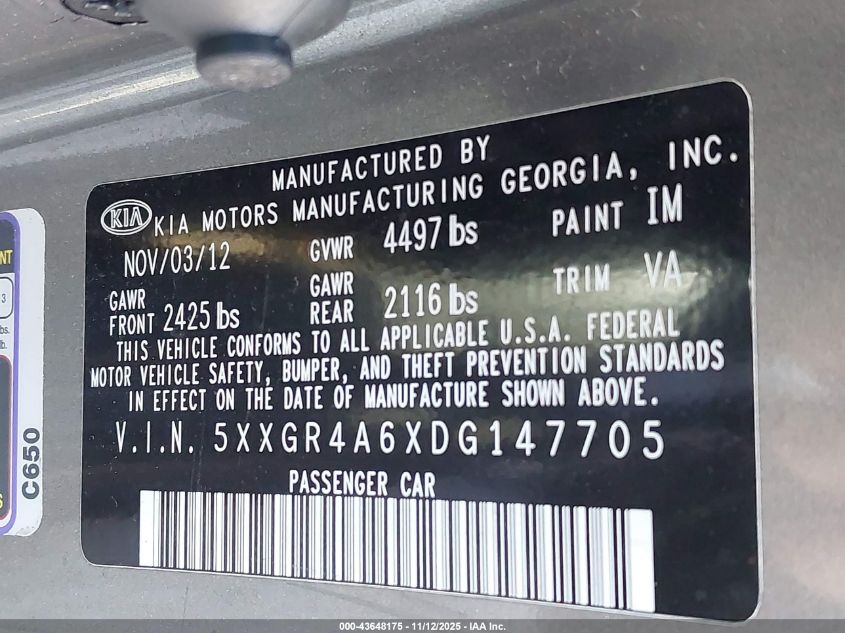 MANUFACTURED BY
KIA KIA MOTORS MANUFACTURING GEORGIA, INC.
NOV/03/12 GVWR 4497 lbs PAINT IM
GAWR FRONT 2425 lbs GAWR REAR 2116 lbs TRIM VA
THIS VEHICLE CONFORMS TO ALL APPLICABLE U.S.A. FEDERAL
MOTOR VEHICLE SAFETY, BUMPER, AND THEFT PREVENTION STANDARDS
IN EFFECT ON THE DATE OF MANUFACTURE SHOWN ABOVE.
V.I.N. 5XXGR4A6XDG147705
PASSENGER CAR
C650
000-43648175 - 11/12/2025 - IAA Inc.